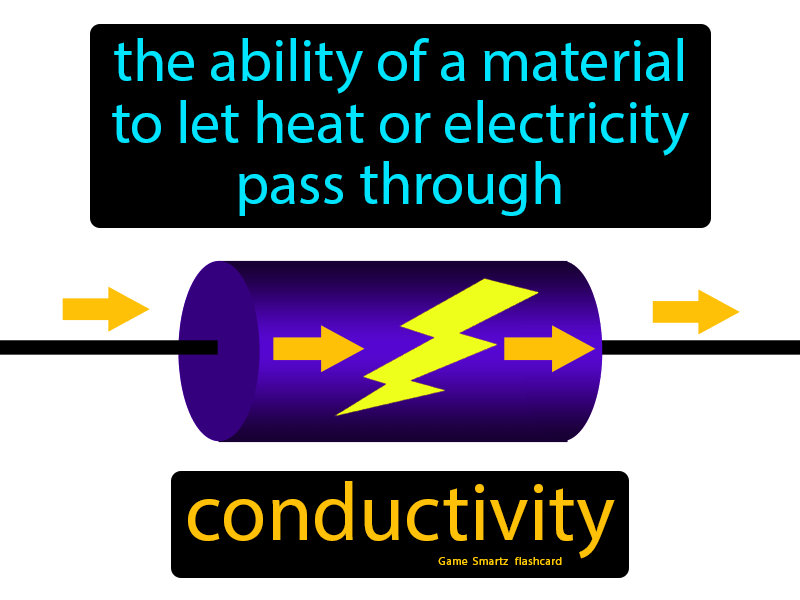 the ability of a material
to let heat or electricity
pass through
conductivity
Game Smartz flashcard